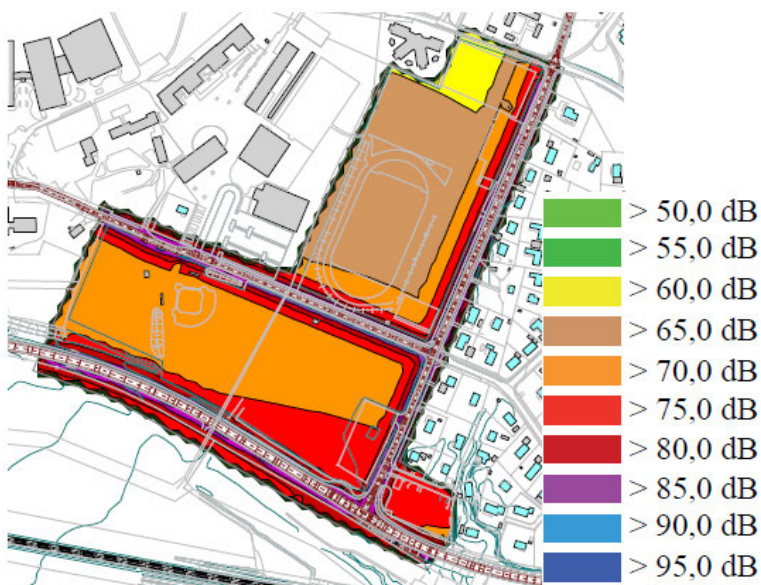 > 50,0 dB
> 55,0 dB
> 60,0 dB
> 65,0 dB
> 70,0 dB
> 75,0 dB
> 80,0 dB
> 85,0 dB
> 90,0 dB
> 95,0 dB